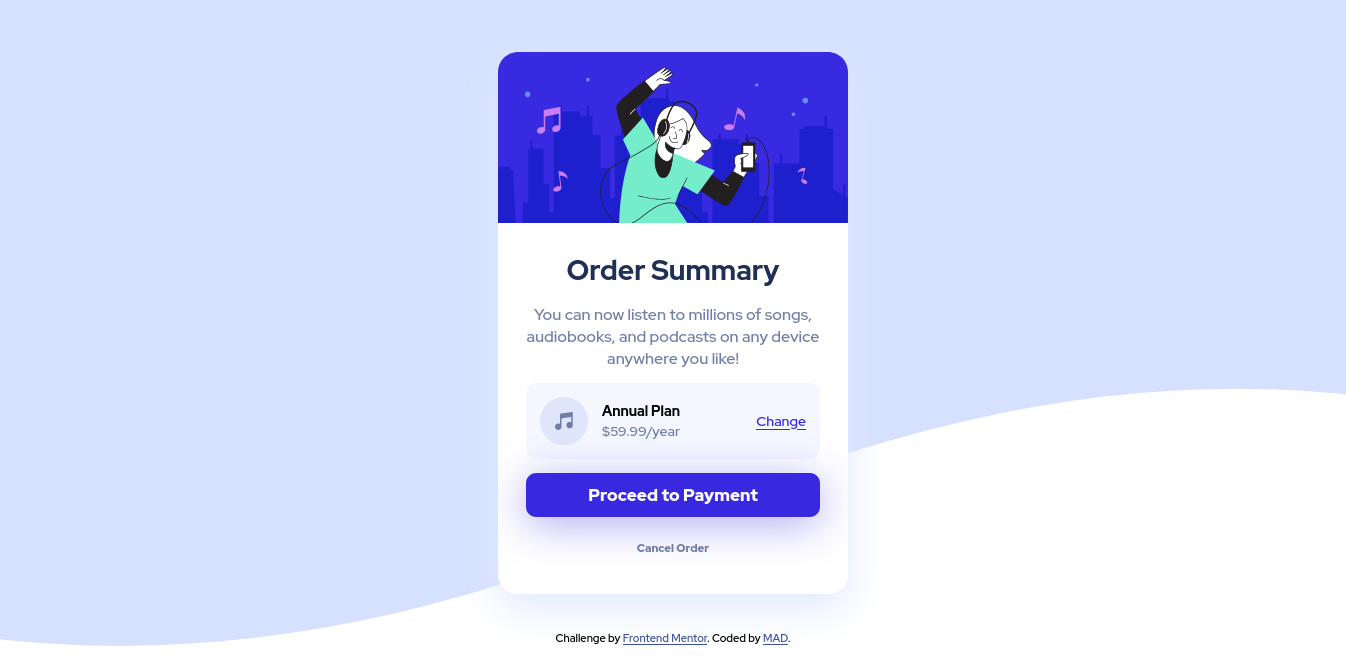 Order Summary
You can now listen to millions of songs,
audiobooks, and podcasts on any device
anywhere you like!
Annual Plan
$59.99/year
Change
Proceed to Payment
Cancel Order
Challenge by Frontend Mentor. Coded by MAD.